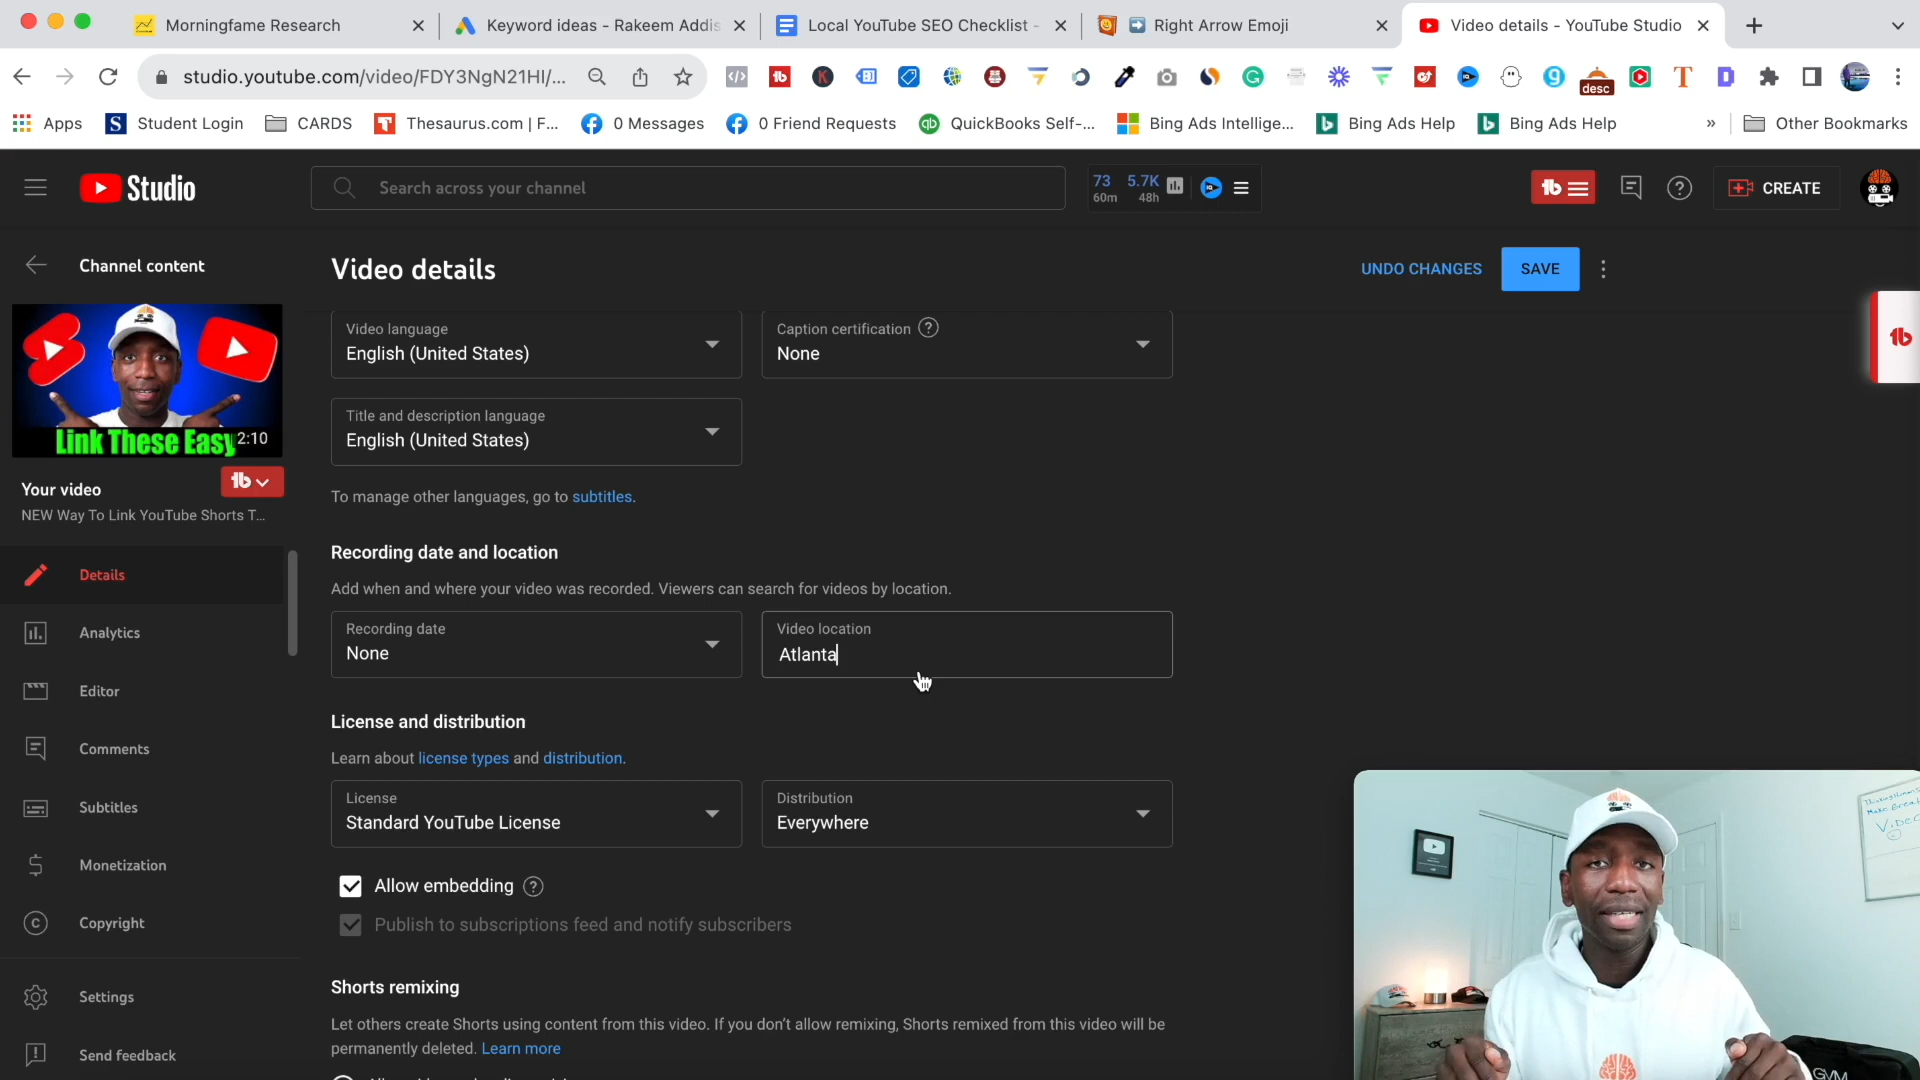 Morningfame Research
Keyword ideas - Rakeem Addis
Local YouTube SEO Checklist -
Right Arrow Emoji
Video details - YouTube Studio
studio.youtube.com/video/FDY3NgN21HI/...
desc
Apps
Student Login
CARDS
Thesaurus.com | F...
0 Messages
0 Friend Requests
QuickBooks Self-...
Bing Ads Intellige...
Bing Ads Help
Bing Ads Help
»
Other Bookmarks
Studio
Search across your channel
73 5.7K
60m 48h
CREATE
Channel content
Video details
UNDO CHANGES
SAVE
Link These Easy
2:10
Your video
NEW Way To Link YouTube Shorts T...
Details
Analytics
Editor
Comments
Subtitles
Monetization
Copyright
Settings
Send feedback
Video language
English (United States)
Caption certification
None
Title and description language
English (United States)
To manage other languages, go to subtitles.
Recording date and location
Add when and where your video was recorded. Viewers can search for videos by location.
Recording date
None
Video location
Atlanta
License and distribution
Learn about license types and distribution.
License
Standard YouTube License
Distribution
Everywhere
Allow embedding
Publish to subscriptions feed and notify subscribers
Shorts remixing
Let others create Shorts using content from this video. If you don't allow remixing, Shorts remixed from this video will be
permanently deleted. Learn more
GVM